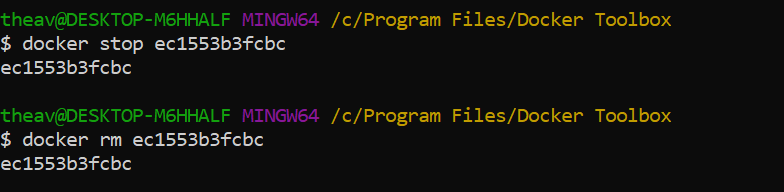 theav@DESKTOP-M6HHALF MINGW64 /c/Program Files/Docker Toolbox
$ docker stop ec1553b3fcbc
ec1553b3fcbc
theav@DESKTOP-M6HHALF MINGW64 /c/Program Files/Docker Toolbox
$ docker rm ec1553b3fcbc
ec1553b3fcbc